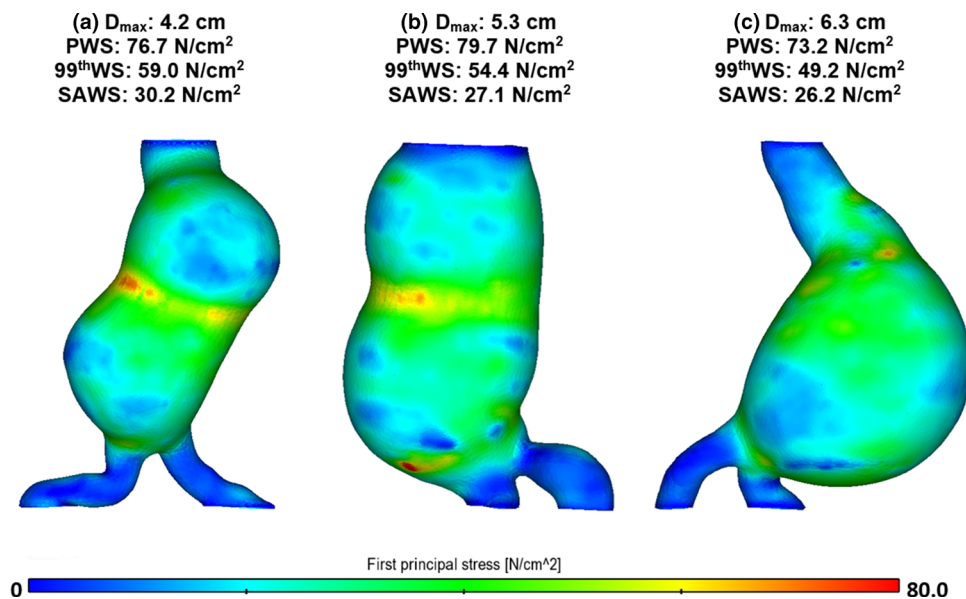 (a) Dmax: 4.2 cm
PWS: 76.7 N/cm²
99ᵗʰWS: 59.0 N/cm²
SAWS: 30.2 N/cm²
(b) Dmax: 5.3 cm
PWS: 79.7 N/cm²
99ᵗʰWS: 54.4 N/cm²
SAWS: 27.1 N/cm²
(c) Dmax: 6.3 cm
PWS: 73.2 N/cm²
99ᵗʰWS: 49.2 N/cm²
SAWS: 26.2 N/cm²
First principal stress [N/cm^2]
0 80.0